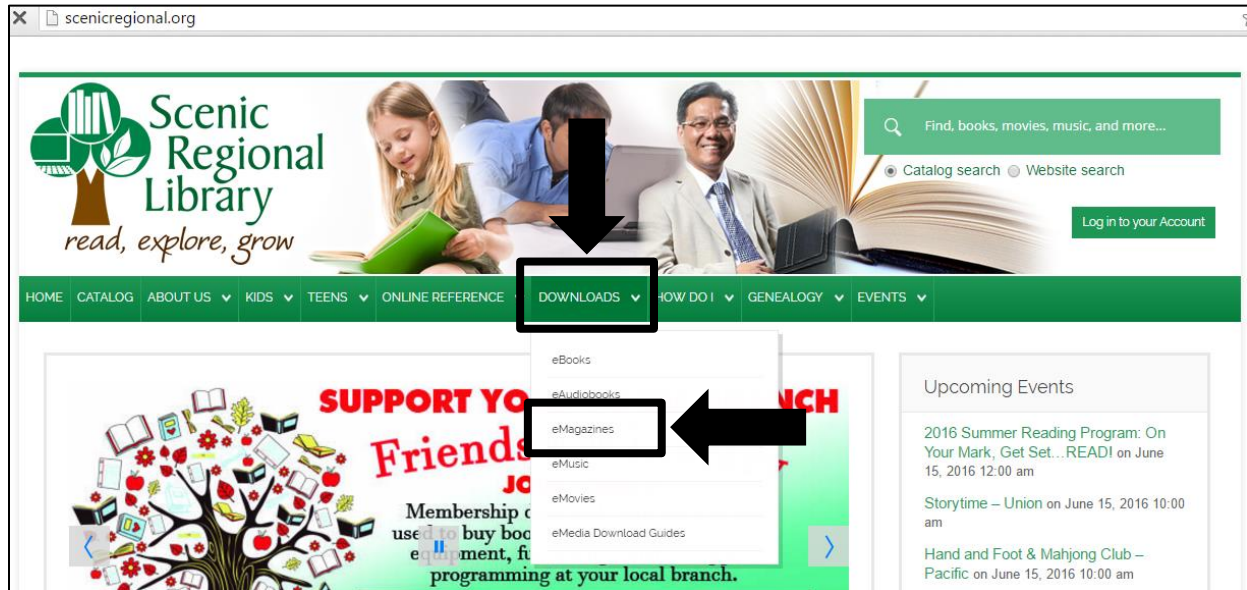 scenicregional.org
Scenic
Regional
Library
read, explore, grow
Find, books, movies, music, and more...
Catalog search Website search
Log in to your Account
HOME CATALOG ABOUT US KIDS TEENS ONLINE REFERENCE DOWNLOADS HOW DO I GENEALOGY EVENTS
eBooks
eAudiobooks
eMagazines
eMusic
eMovies
eMedia Download Guides
SUPPORT
Friends
Membership
used to buy
equipment,
programming at your local branch.
Upcoming Events
2016 Summer Reading Program: On
Your Mark, Get Set...READ! on June
15, 2016 12:00 am
Storytime – Union on June 15, 2016 10:00
am
Hand and Foot & Mahjong Club –
Pacific on June 15, 2016 10:00 am